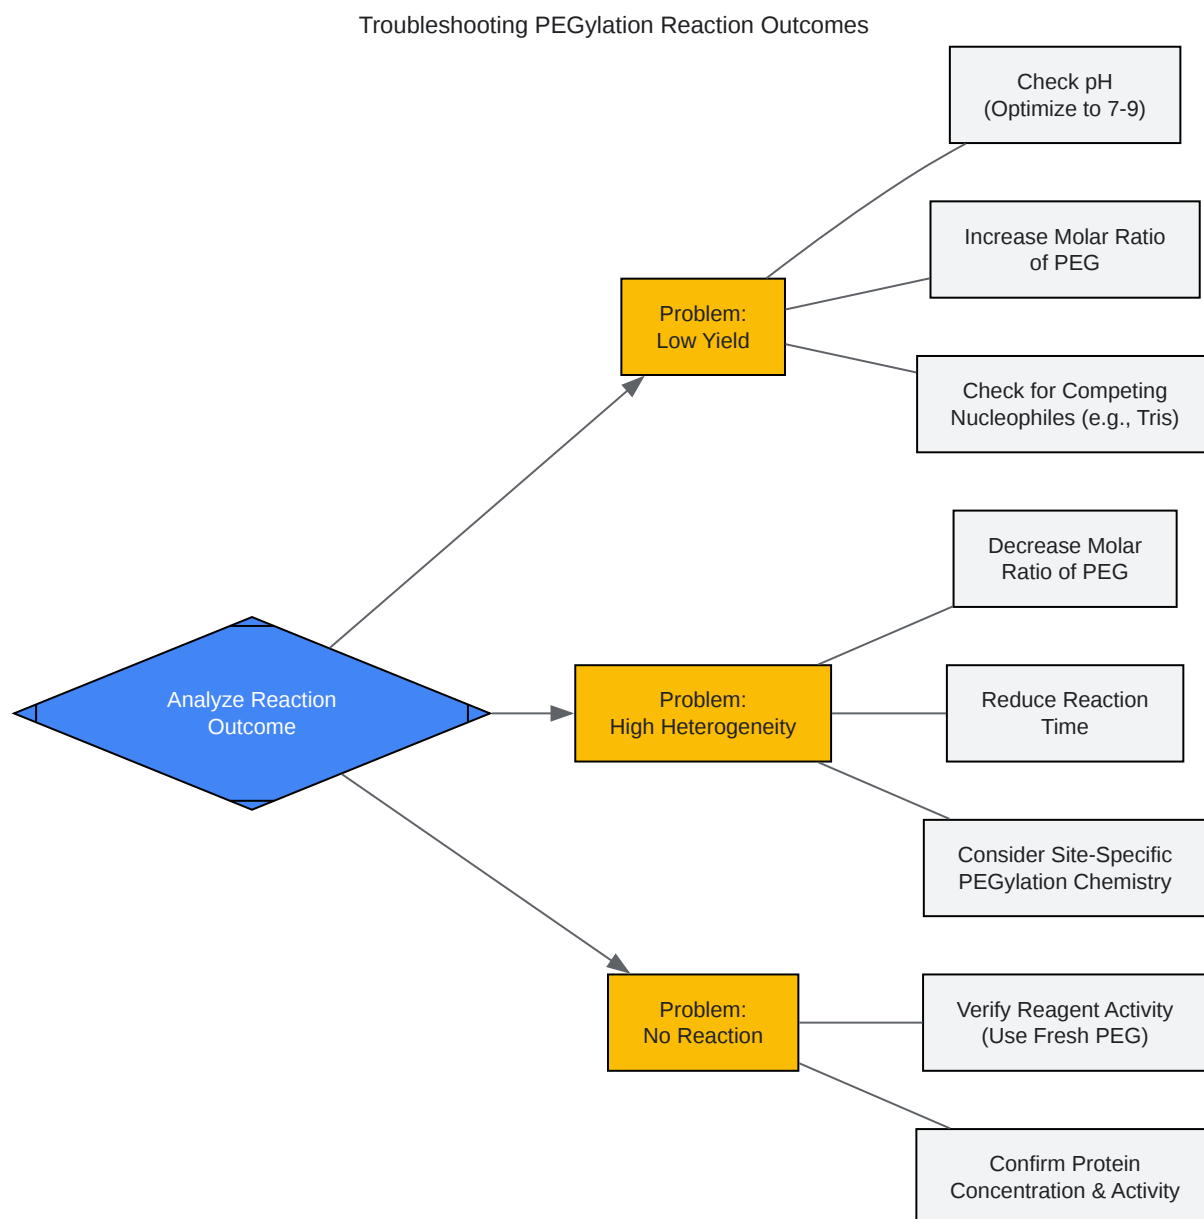 Troubleshooting PEGylation Reaction Outcomes
Check pH
(Optimize to 7-9)
Increase Molar Ratio
of PEG
Problem:
Low Yield
Check for Competing
Nucleophiles (e.g., Tris)
Decrease Molar
Ratio of PEG
Analyze Reaction
Outcome
Problem:
High Heterogeneity
Reduce Reaction
Time
Consider Site-Specific
PEGylation Chemistry
Problem:
No Reaction
Verify Reagent Activity
(Use Fresh PEG)
Confirm Protein
Concentration & Activity